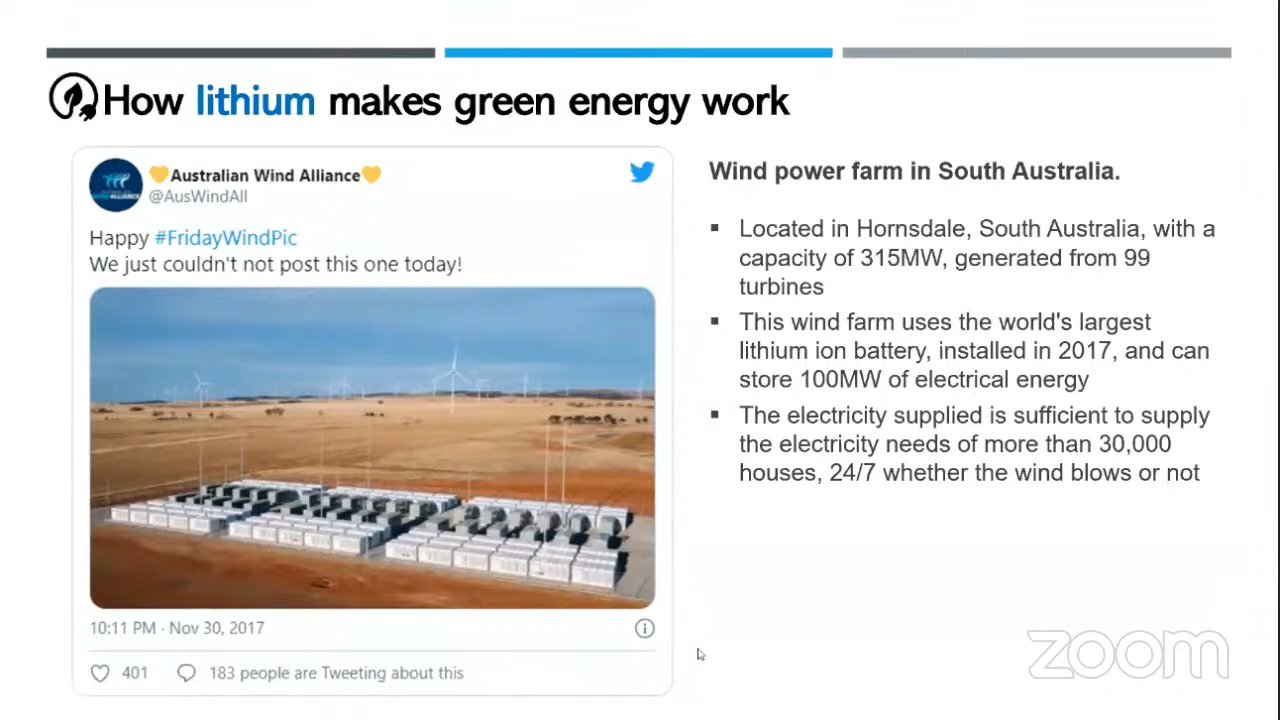 How lithium makes green energy work
💛Australian Wind Alliance💛
@AusWindAll
Happy #FridayWindPic
We just couldn't not post this one today!
10:11 PM · Nov 30, 2017
401 183 people are Tweeting about this
Wind power farm in South Australia.
▪ Located in Hornsdale, South Australia, with a
capacity of 315MW, generated from 99
turbines
▪ This wind farm uses the world's largest
lithium ion battery, installed in 2017, and can
store 100MW of electrical energy
▪ The electricity supplied is sufficient to supply
the electricity needs of more than 30,000
houses, 24/7 whether the wind blows or not
zoom